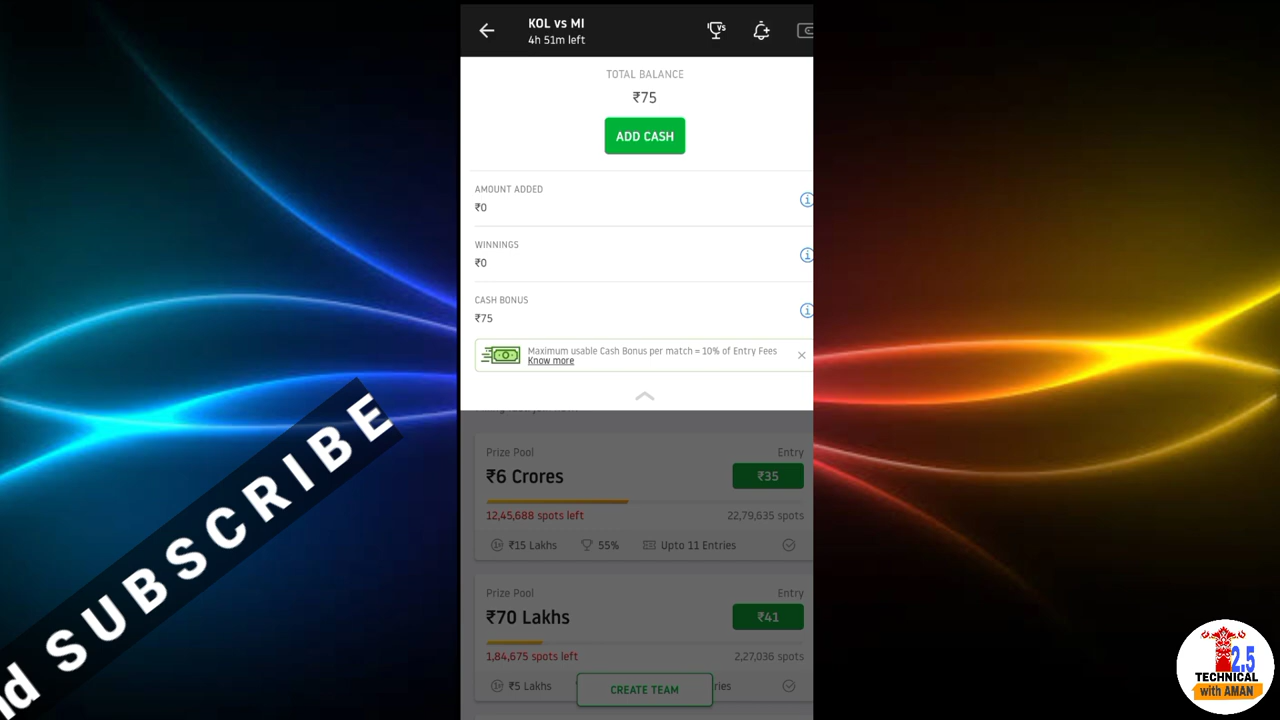 KOL vs MI
4h 51m left
TOTAL BALANCE
₹75
ADD CASH
AMOUNT ADDED
₹0
WINNINGS
₹0
CASH BONUS
₹75
Maximum usable Cash Bonus per match = 10% of Entry Fees
Know more
Prize Pool Entry
₹6 Crores ₹35
12,45,688 spots left 22,79,635 spots
₹15 Lakhs 55% Upto 11 Entries
Prize Pool Entry
₹70 Lakhs ₹41
1,84,675 spots left 2,27,036 spots
₹5 Lakhs ries
CREATE TEAM
nd SUBSCRIBE
2.5
TECHNICAL
with AMAN